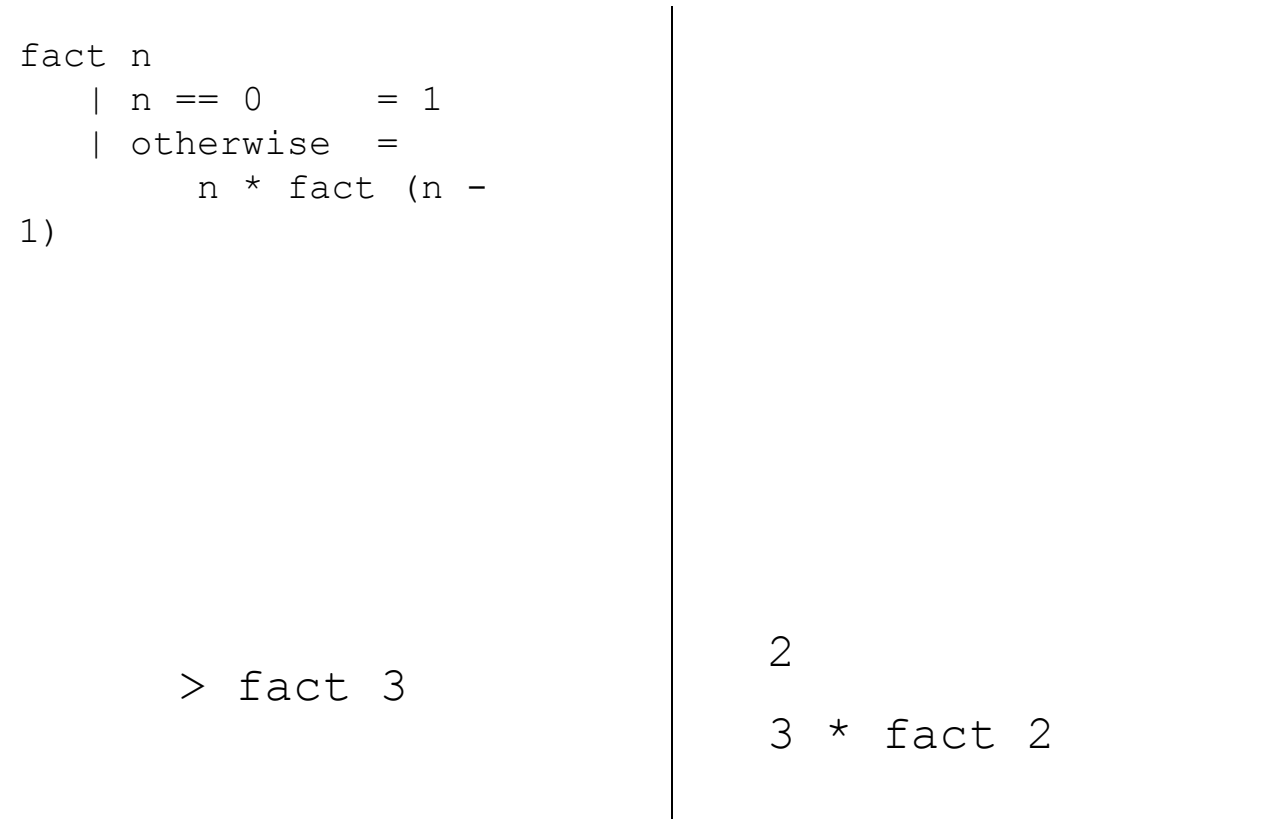 fact n
   | n == 0     = 1
   | otherwise  =
        n * fact (n -
1)
> fact 3
2
3 * fact 2